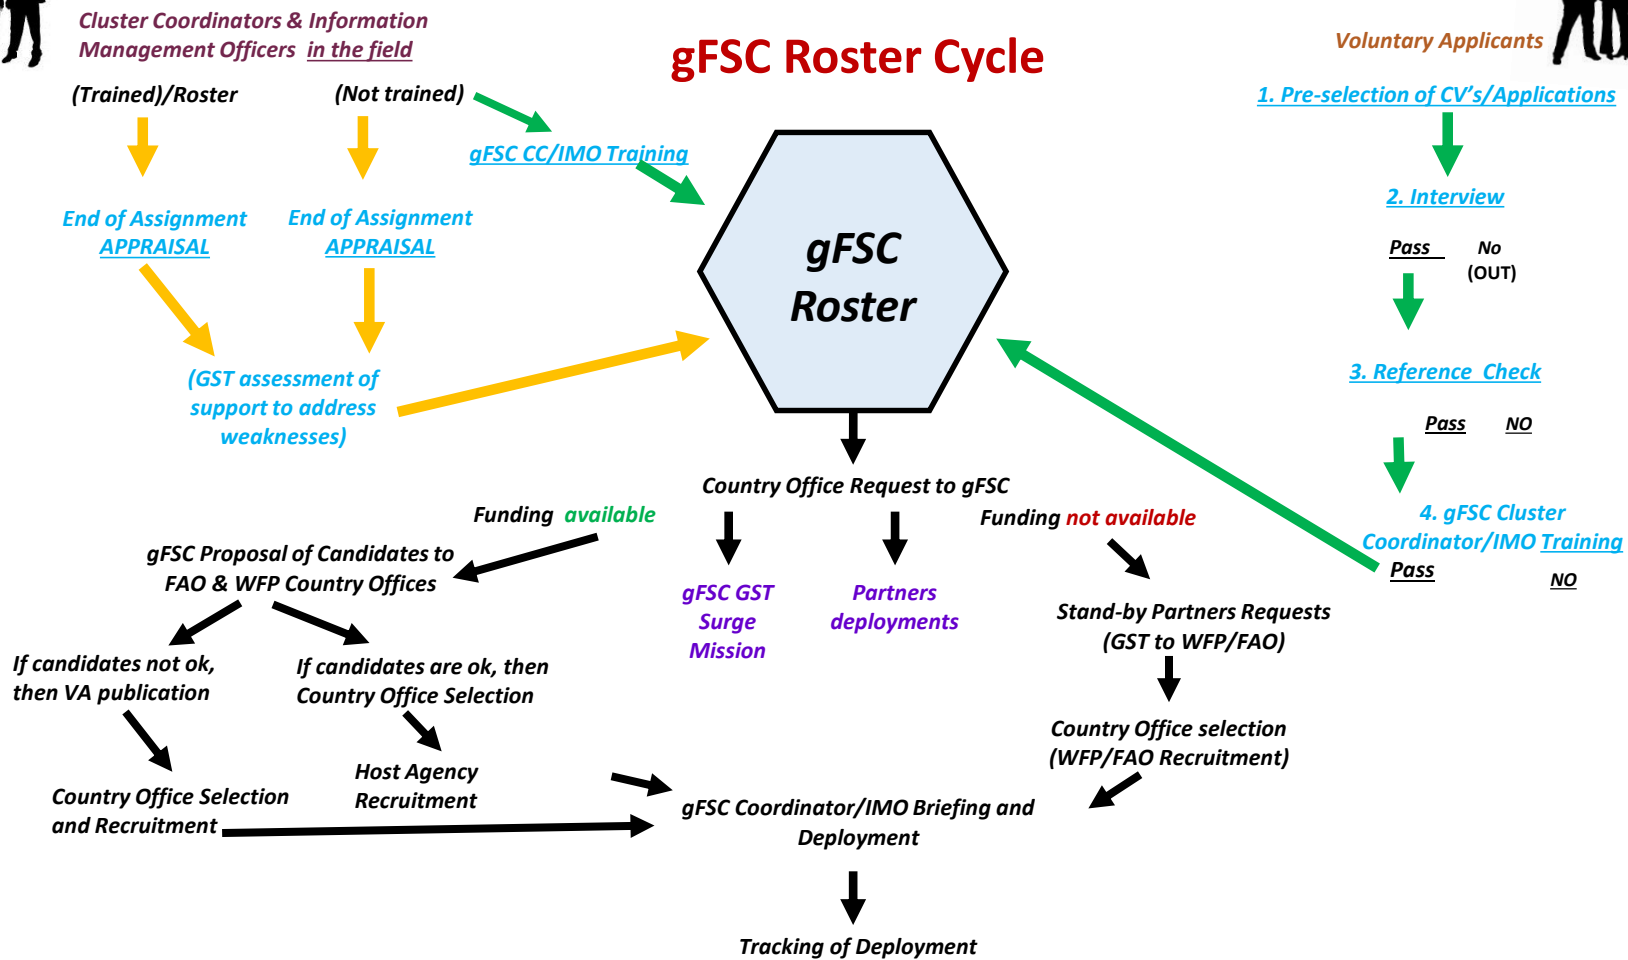 Cluster Coordinators & Information
Management Officers in the field
gFSC Roster Cycle
Voluntary Applicants
(Trained)/Roster
(Not trained)
gFSC CC/IMO Training
End of Assignment
APPRAISAL
End of Assignment
APPRAISAL
(GST assessment of
support to address
weaknesses)
gFSC
Roster
1. Pre-selection of CV's/Applications
2. Interview
Pass No
(OUT)
3. Reference Check
Pass NO
4. gFSC Cluster
Coordinator/IMO Training
Pass NO
Country Office Request to gFSC
Funding available
Funding not available
gFSC Proposal of Candidates to
FAO & WFP Country Offices
gFSC GST
Surge
Mission
Partners
deployments
Stand-by Partners Requests
(GST to WFP/FAO)
If candidates not ok,
then VA publication
If candidates are ok, then
Country Office Selection
Country Office selection
(WFP/FAO Recruitment)
Host Agency
Recruitment
Country Office Selection
and Recruitment
gFSC Coordinator/IMO Briefing and
Deployment
Tracking of Deployment